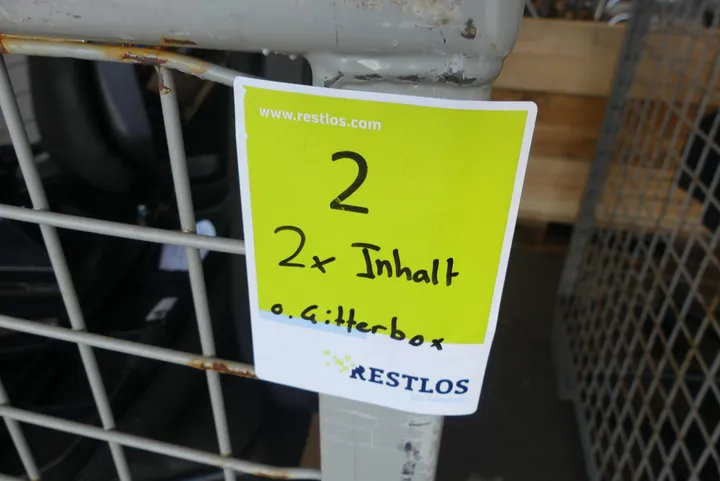 www.restlos.com
2
2x Inhalt
o. Gitterbox
RESTLOS